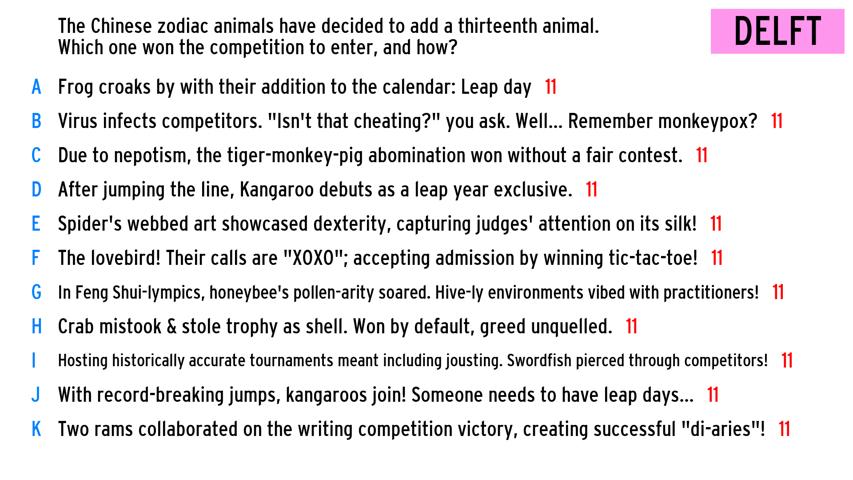 The Chinese zodiac animals have decided to add a thirteenth animal.
Which one won the competition to enter, and how?
DELFT
A Frog croaks by with their addition to the calendar: Leap day 11
B Virus infects competitors. "Isn't that cheating?" you ask. Well... Remember monkeypox? 11
C Due to nepotism, the tiger-monkey-pig abomination won without a fair contest. 11
D After jumping the line, Kangaroo debuts as a leap year exclusive. 11
E Spider's webbed art showcased dexterity, capturing judges' attention on its silk! 11
F The lovebird! Their calls are "XOXO"; accepting admission by winning tic-tac-toe! 11
G In Feng Shui-lympics, honeybee's pollen-arity soared. Hive-ly environments vibed with practitioners! 11
H Crab mistook & stole trophy as shell. Won by default, greed unquelled. 11
I Hosting historically accurate tournaments meant including jousting. Swordfish pierced through competitors! 11
J With record-breaking jumps, kangaroos join! Someone needs to have leap days... 11
K Two rams collaborated on the writing competition victory, creating successful "di-aries"! 11